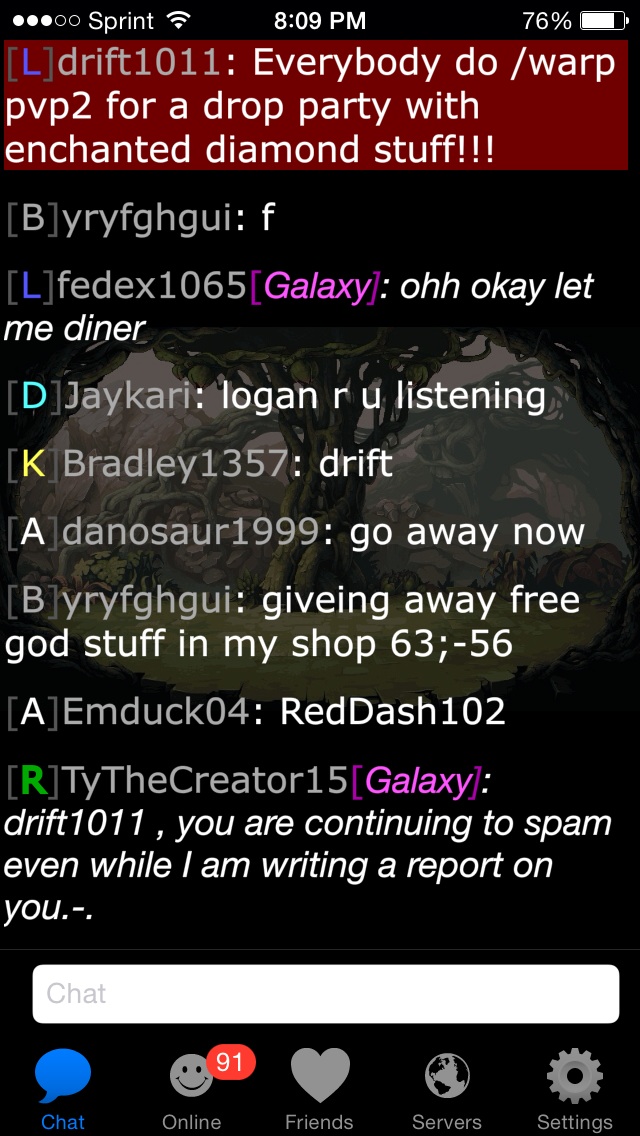 Sprint 8:09 PM 76%
[L]drift1011: Everybody do /warp
pvp2 for a drop party with
enchanted diamond stuff!!!
[B]yryfghgui: f
[L]fedex1065[Galaxy]: ohh okay let
me diner
[D]Jaykari: logan r u listening
[K]Bradley1357: drift
[A]danosaur1999: go away now
[B]yryfghgui: giveing away free
god stuff in my shop 63;-56
[A]Emduck04: RedDash102
[R]TyTheCreator15[Galaxy]:
drift1011 , you are continuing to spam
even while I am writing a report on
you.-.
Chat
91
Chat Online Friends Servers Settings